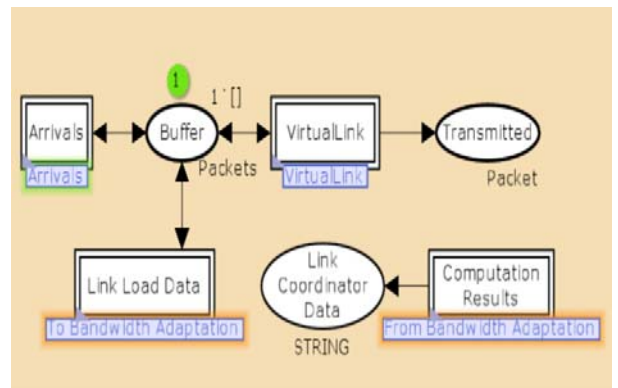 1
1`[]
Arrivals
Buffer
VirtualLink
Transmitted
Arrivals
Packets
VirtualLink
Packet
Link Load Data
Link
Coordinator
Data
Computation
Results
To Bandwidth Adaptation
From Bandwidth Adaptation
STRING